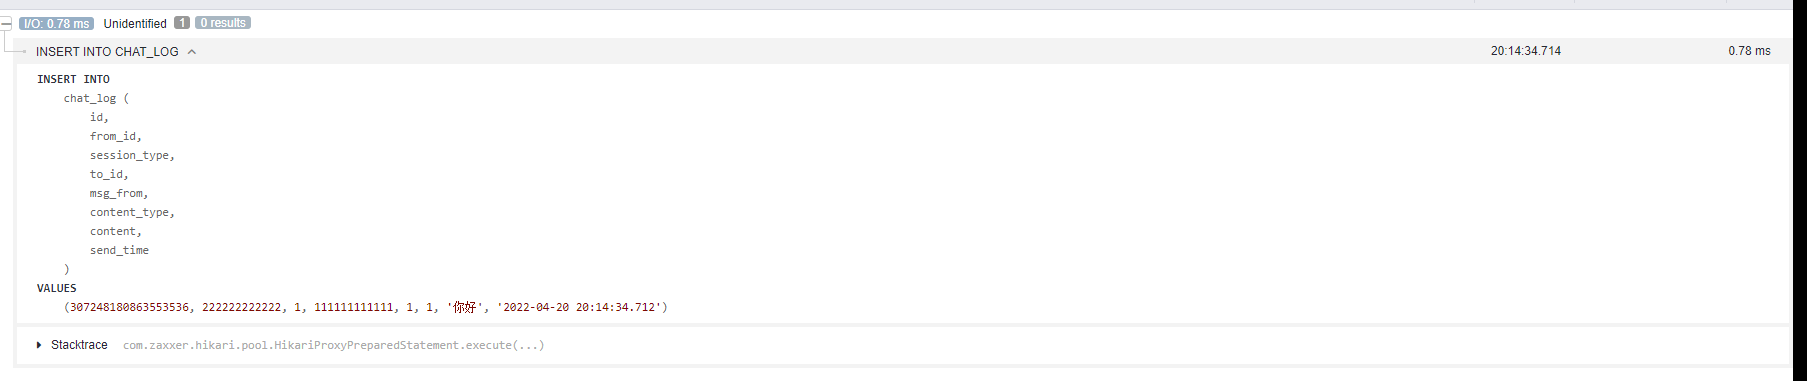 I/O: 0.78 ms Unidentified 1 0 results
INSERT INTO CHAT_LOG 20:14:34.714 0.78 ms
INSERT INTO
chat_log (
id,
from_id,
session_type,
to_id,
msg_from,
content_type,
content,
send_time
)
VALUES
(307248180863553536, 222222222222, 1, 111111111111, 1, 1, '你好', '2022-04-20 20:14:34.712')
Stacktrace com.zaxxer.hikari.pool.HikariProxyPreparedStatement.execute(...)